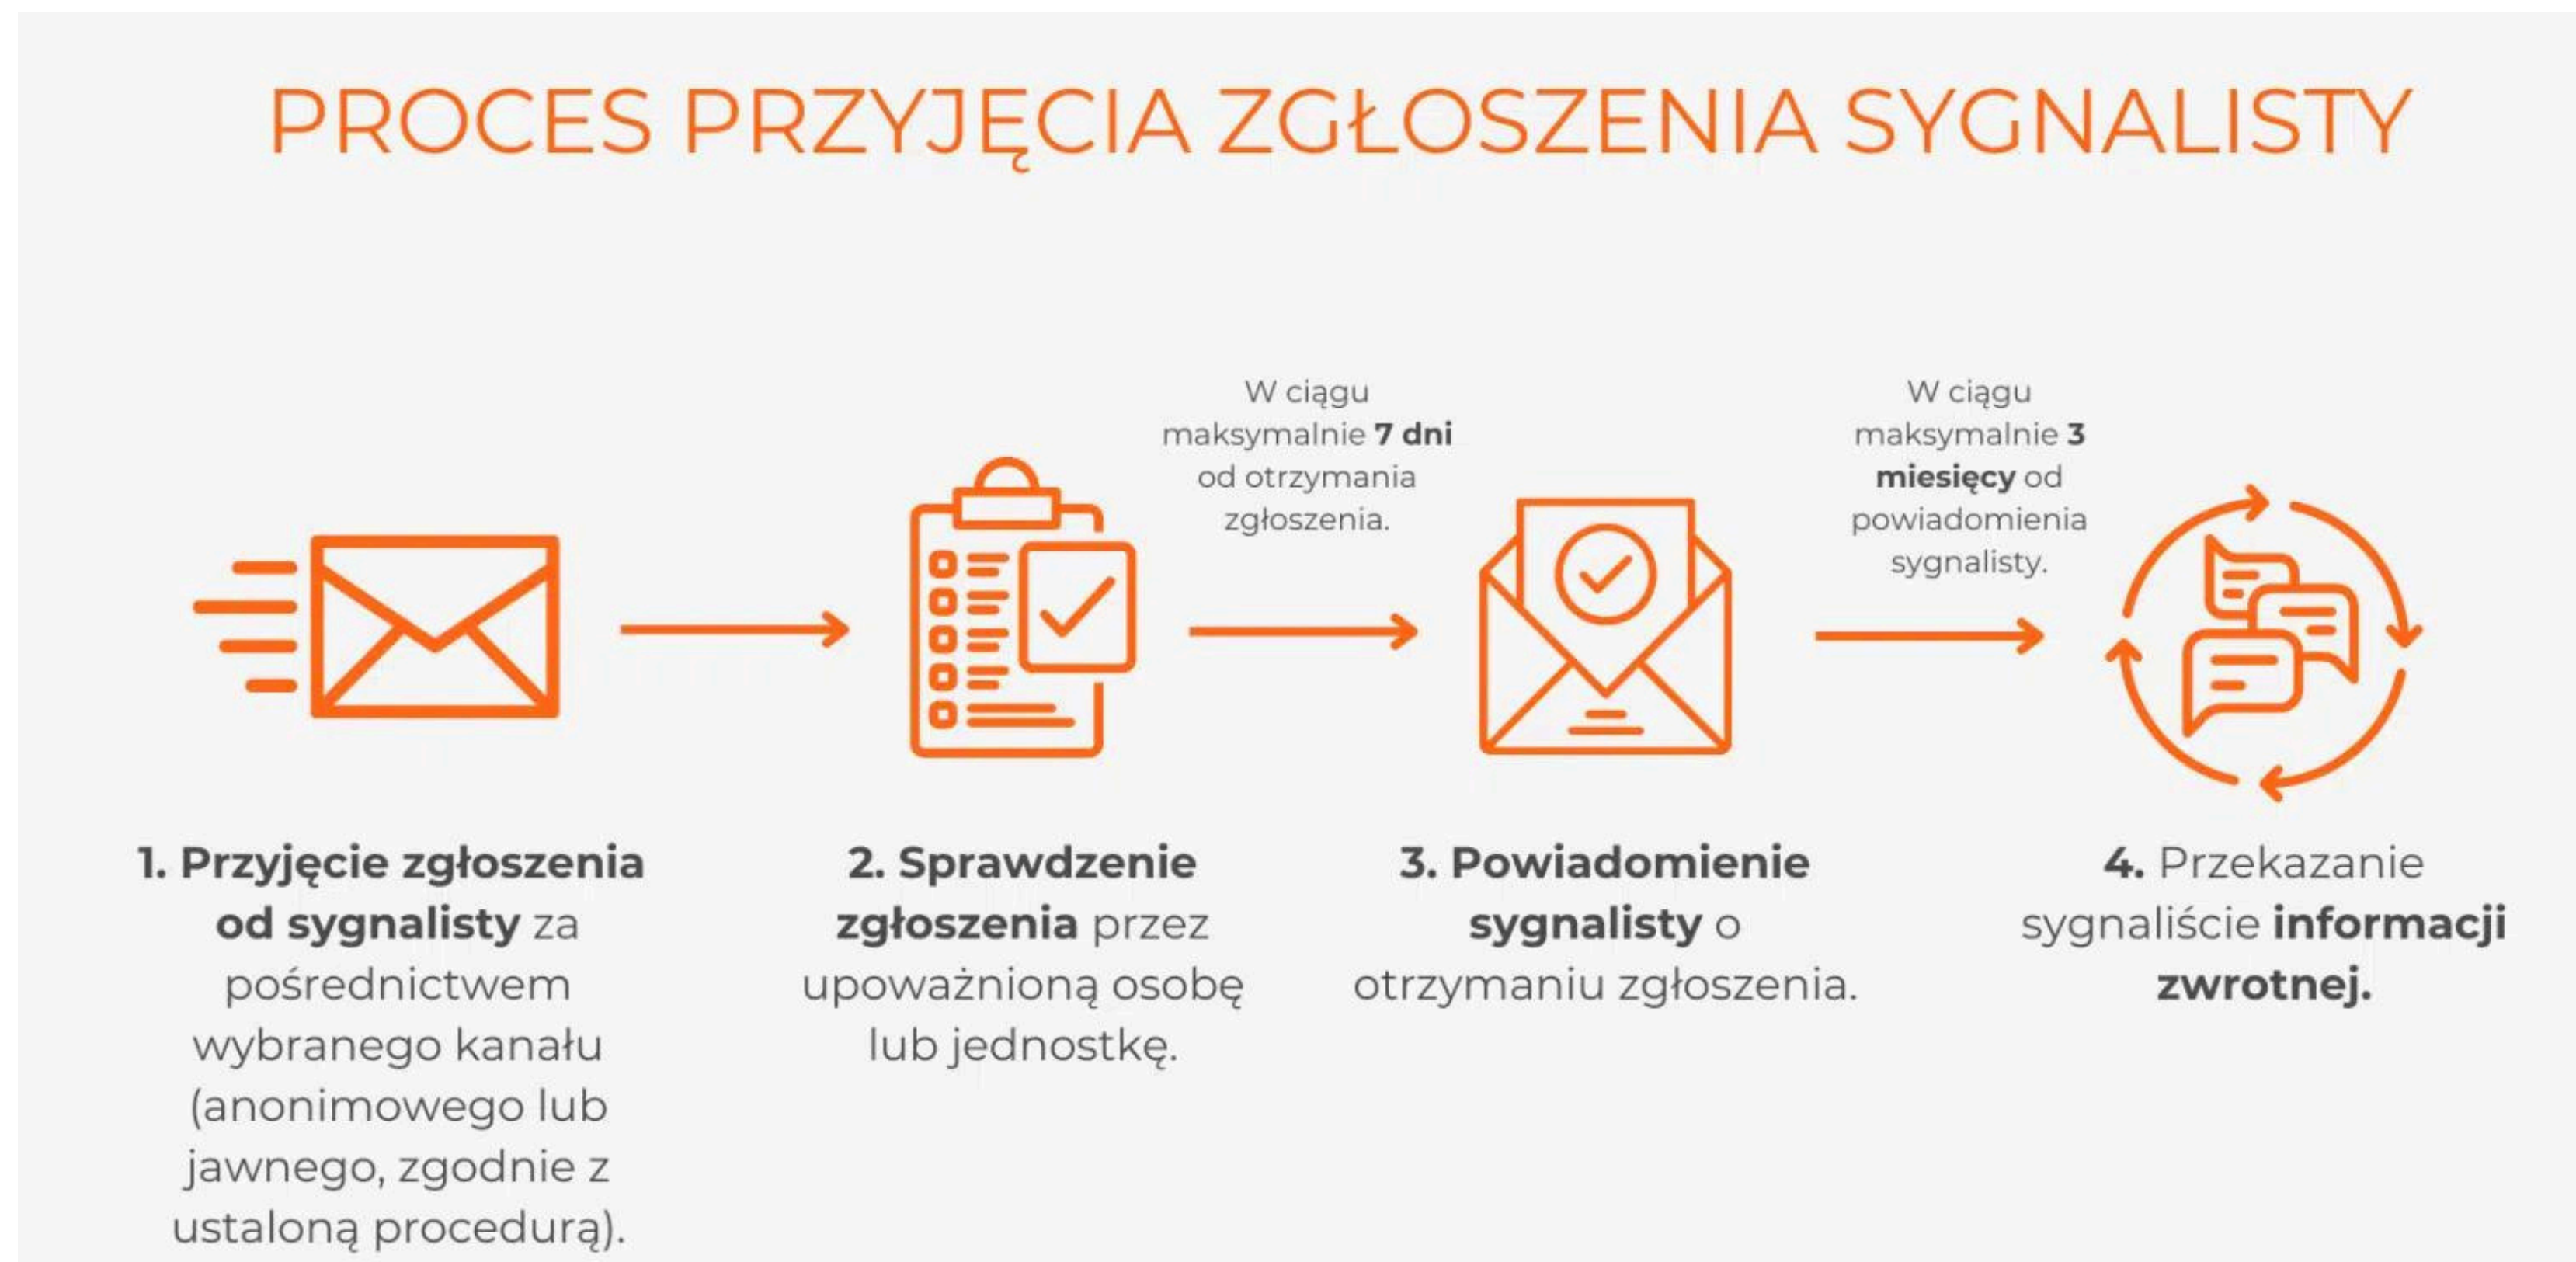 PROCES PRZYJĘCIA ZGŁOSZENIA SYGNALISTY
W ciągu
maksymalnie 7 dni
od otrzymania
zgłoszenia.
W ciągu
maksymalnie 3
miesięcy od
powiadomienia
sygnalisty.
1. Przyjęcie zgłoszenia
od sygnalisty za
pośrednictwem
wybranego kanału
(anonimowego lub
jawnego, zgodnie z
ustaloną procedurą).
2. Sprawdzenie
zgłoszenia przez
upoważnioną osobę
lub jednostkę.
3. Powiadomienie
sygnalisty o
otrzymaniu zgłoszenia.
4. Przekazanie
sygnaliście informacji
zwrotnej.